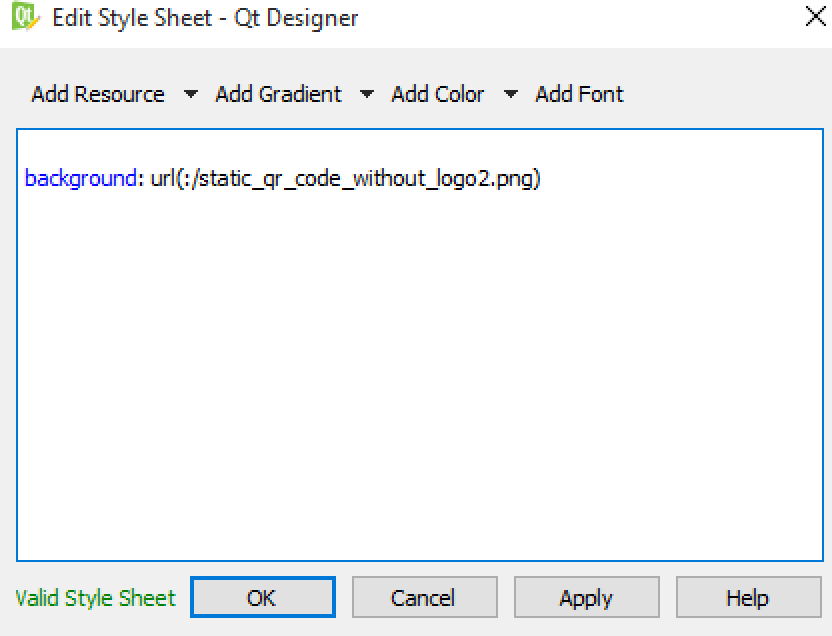 Edit Style Sheet - Qt Designer
Add Resource Add Gradient Add Color Add Font
background: url(:/static_qr_code_without_logo2.png)
Valid Style Sheet OK Cancel Apply Help